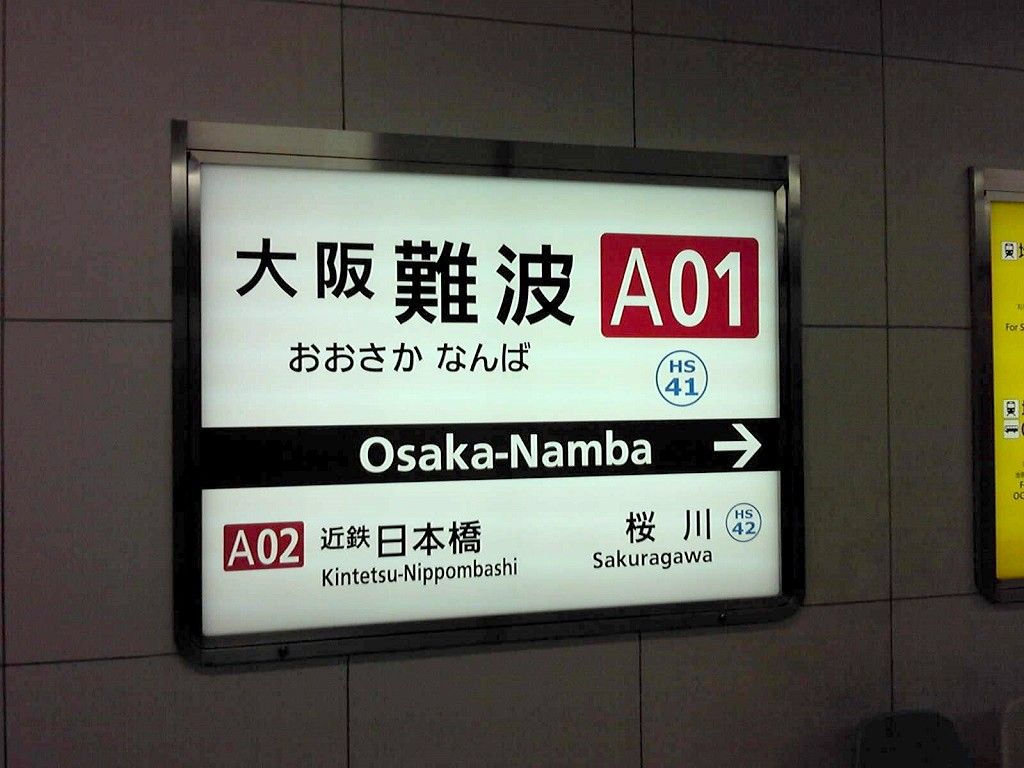 大阪難波 A01
おおさか なんば
HS
41
Osaka-Namba →
A02 近鉄日本橋
Kintetsu-Nippombashi
桜川 HS
42
Sakuragawa
For S